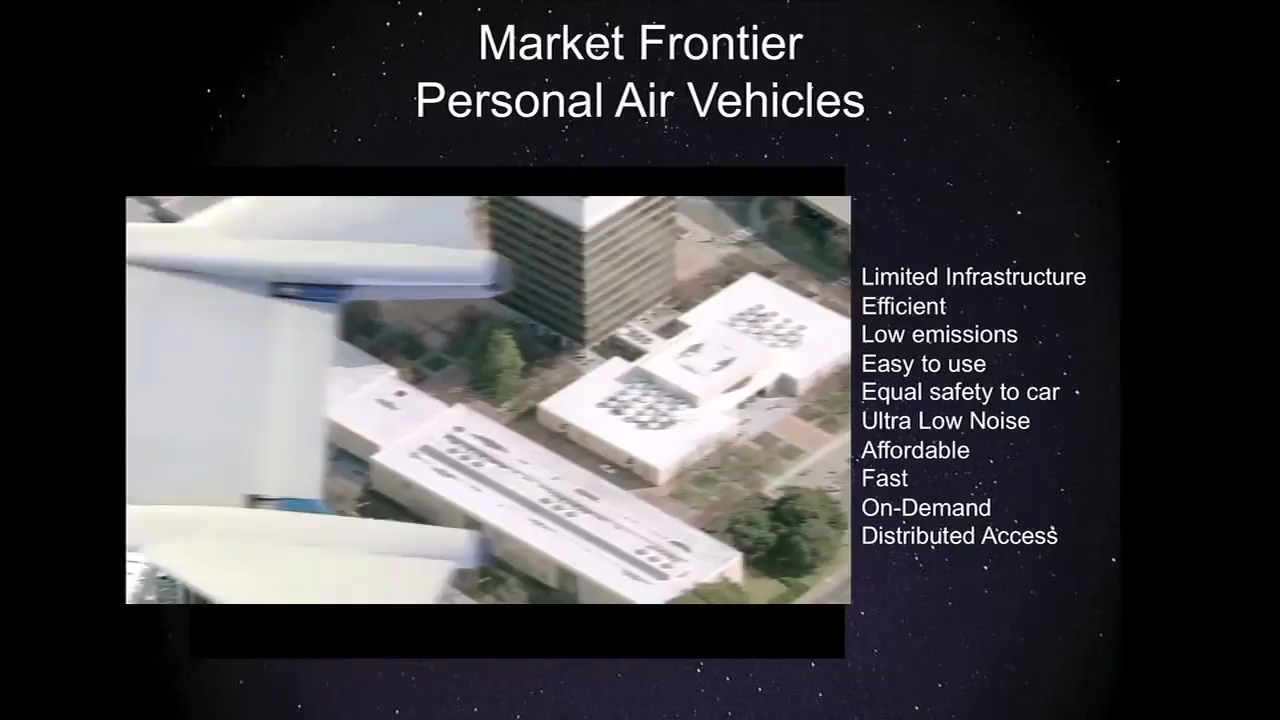 Market Frontier
Personal Air Vehicles
Limited Infrastructure
Efficient
Low emissions
Easy to use
Equal safety to car
Ultra Low Noise
Affordable
Fast
On-Demand
Distributed Access